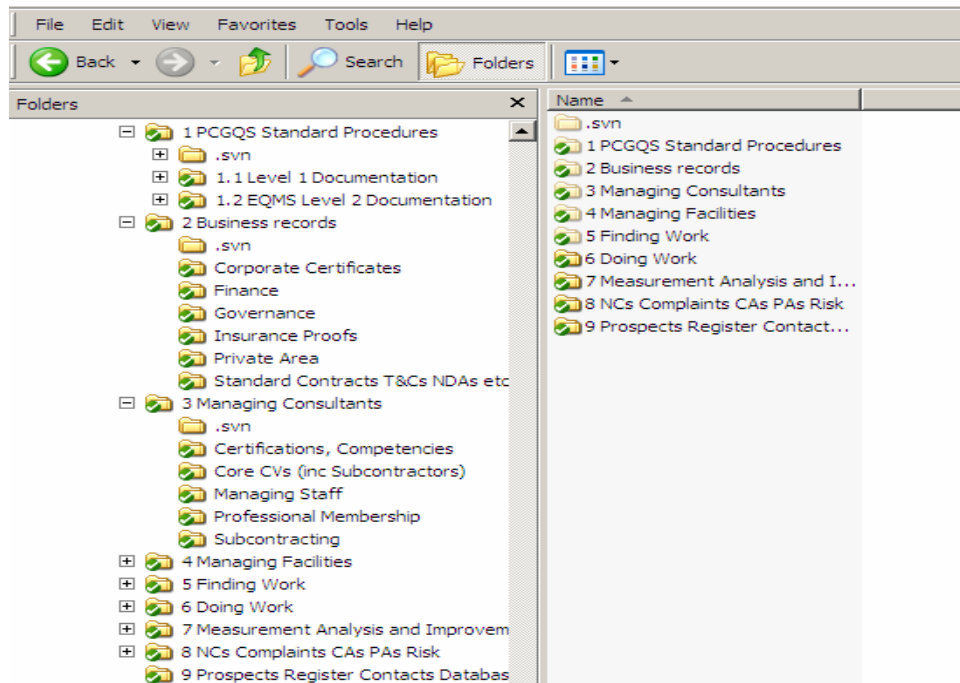 File Edit View Favorites Tools Help
Back Search Folders
Folders
1 PCGQS Standard Procedures
.svn
1.1 Level 1 Documentation
1.2 EQMS Level 2 Documentation
2 Business records
.svn
Corporate Certificates
Finance
Governance
Insurance Proofs
Private Area
Standard Contracts T&Cs NDAs etc
3 Managing Consultants
.svn
Certifications, Competencies
Core CVs (inc Subcontractors)
Managing Staff
Professional Membership
Subcontracting
4 Managing Facilities
5 Finding Work
6 Doing Work
7 Measurement Analysis and Improvem
8 NCs Complaints CAs PAs Risk
9 Prospects Register Contacts Databas
Name
.svn
1 PCGQS Standard Procedures
2 Business records
3 Managing Consultants
4 Managing Facilities
5 Finding Work
6 Doing Work
7 Measurement Analysis and I...
8 NCs Complaints CAs PAs Risk
9 Prospects Register Contact...